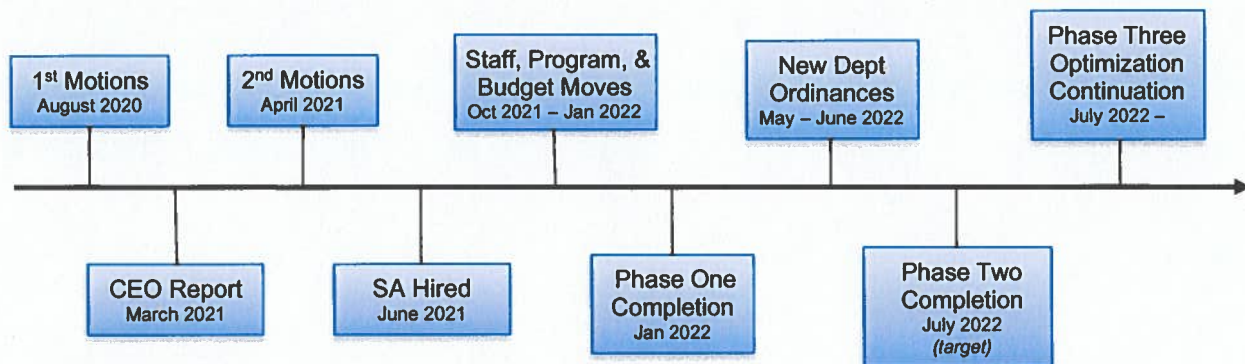 1st Motions
August 2020
2nd Motions
April 2021
Staff, Program, &
Budget Moves
Oct 2021 – Jan 2022
New Dept
Ordinances
May – June 2022
Phase Three
Optimization
Continuation
July 2022 –
CEO Report
March 2021
SA Hired
June 2021
Phase One
Completion
Jan 2022
Phase Two
Completion
July 2022
(target)